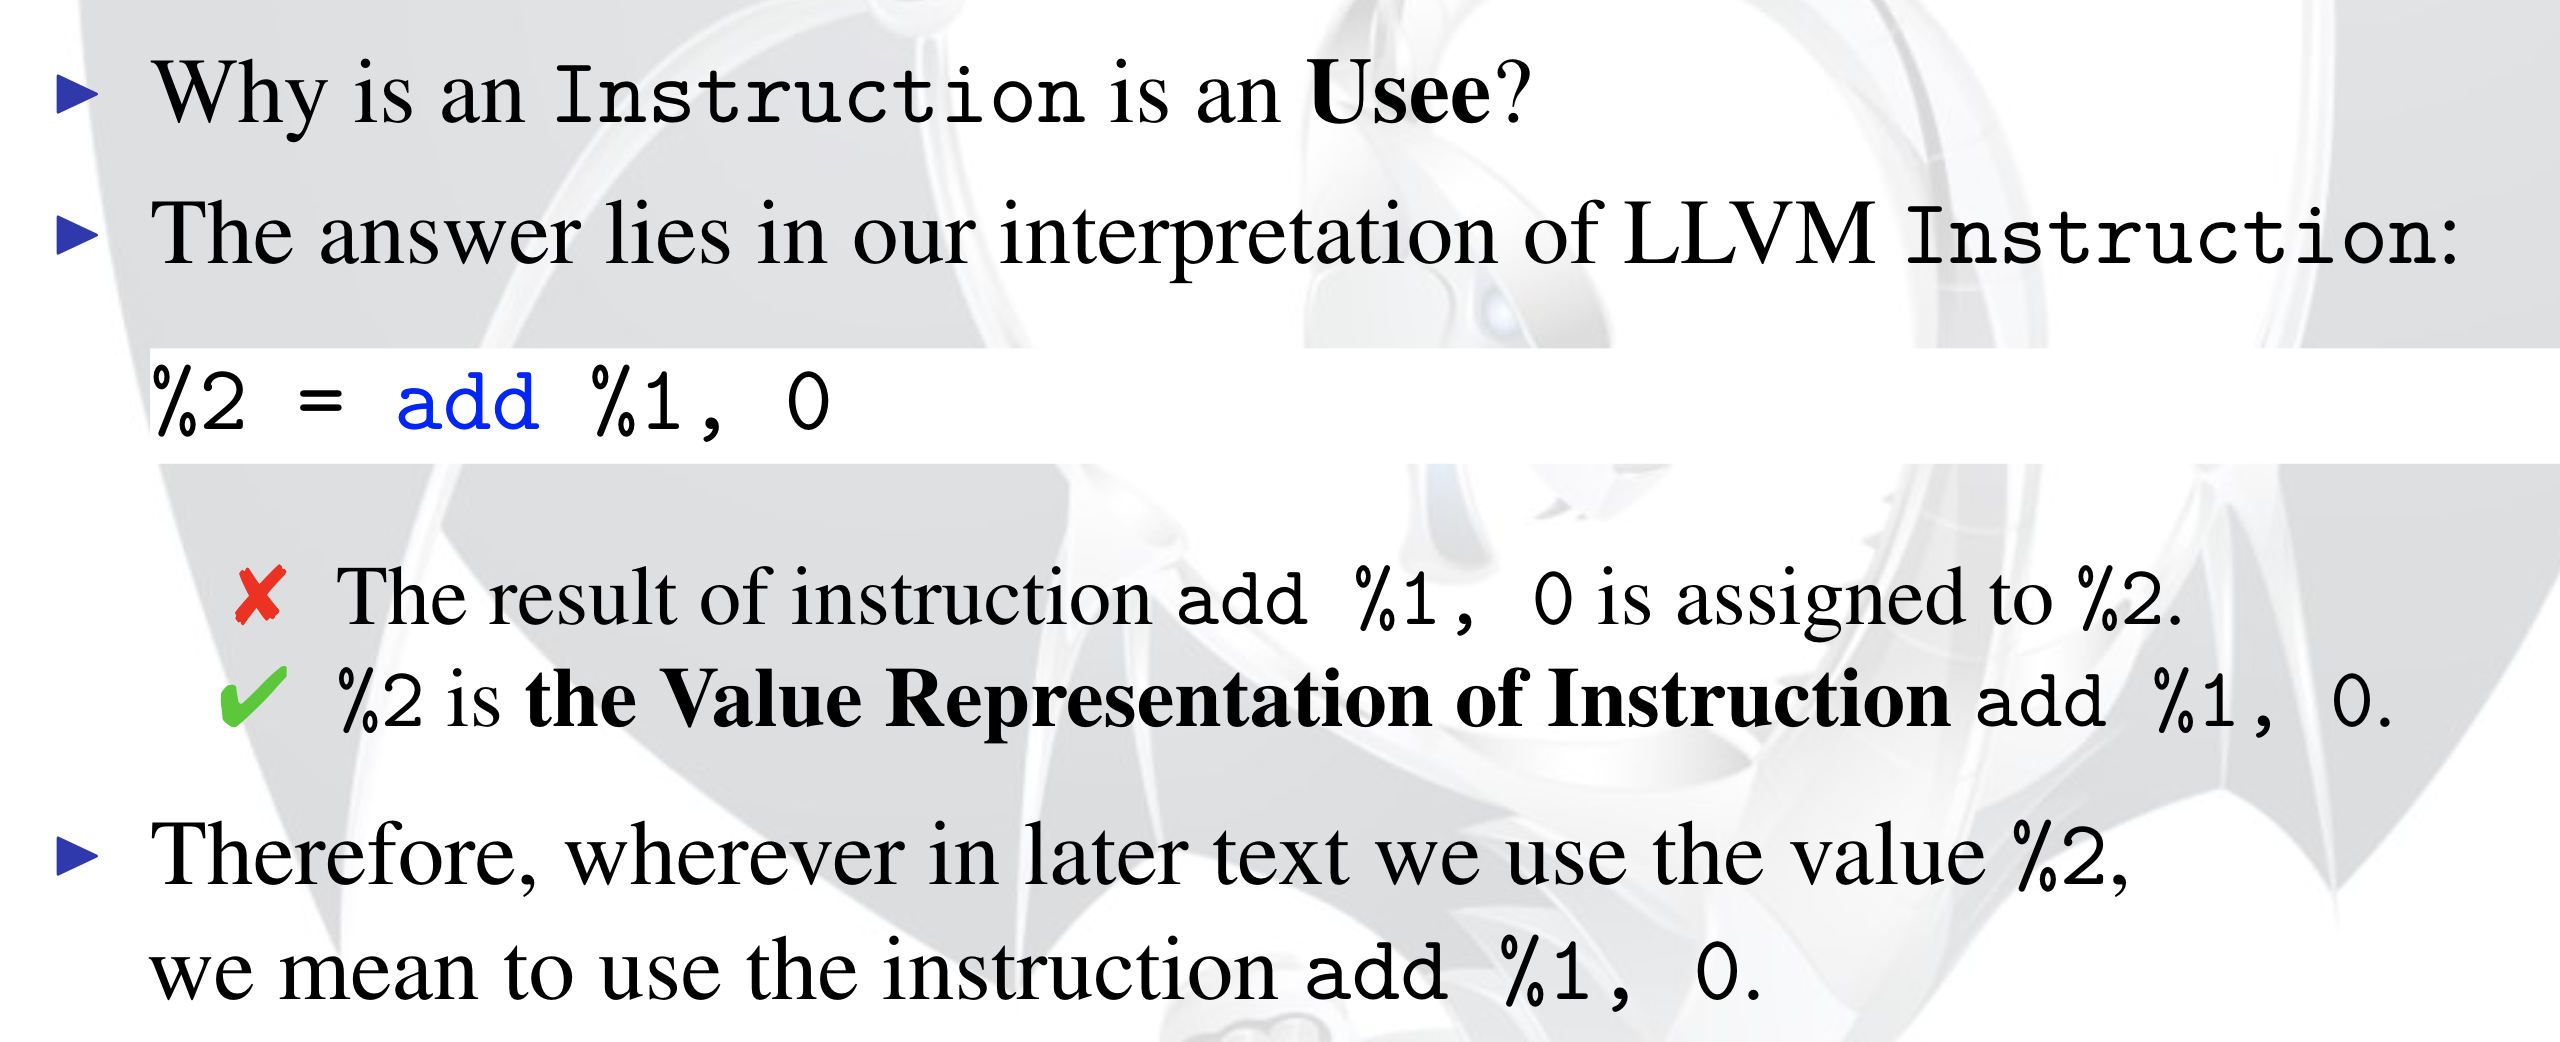 ▶ Why is an Instruction is an Usee?
▶ The answer lies in our interpretation of LLVM Instruction:
%2 = add %1, 0
✘ The result of instruction add %1, 0 is assigned to %2.
✔ %2 is the Value Representation of Instruction add %1, 0.
▶ Therefore, wherever in later text we use the value %2,
we mean to use the instruction add %1, 0.